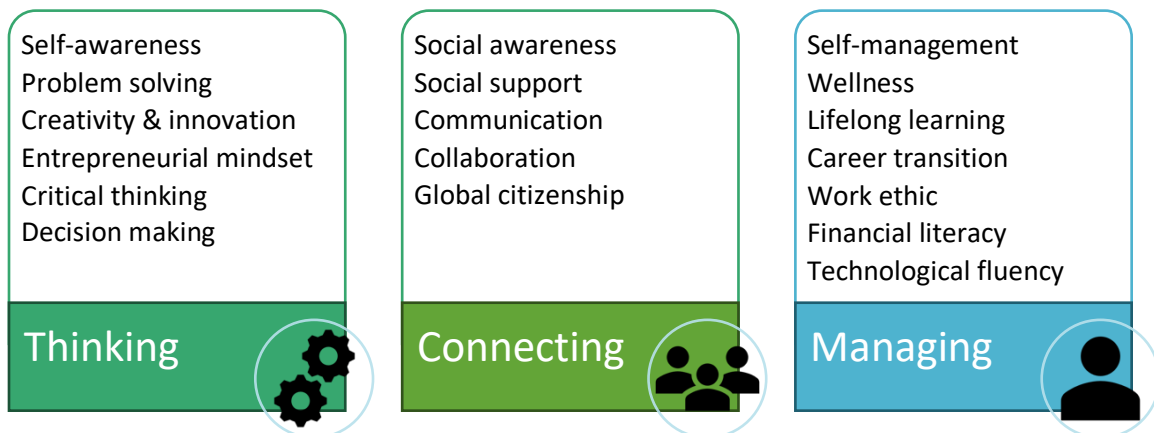 Self-awareness
Problem solving
Creativity & innovation
Entrepreneurial mindset
Critical thinking
Decision making
Thinking
Social awareness
Social support
Communication
Collaboration
Global citizenship
Connecting
Self-management
Wellness
Lifelong learning
Career transition
Work ethic
Financial literacy
Technological fluency
Managing